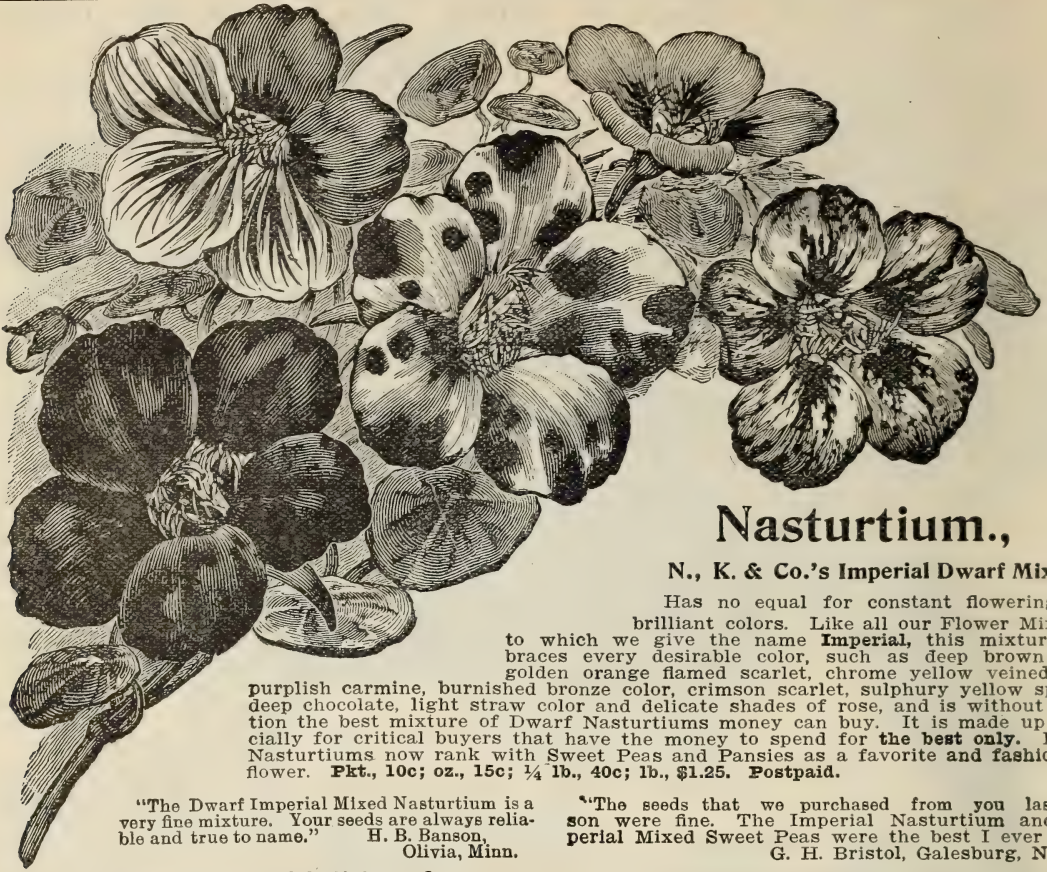 Nasturtium.,
N., K. & Co.'s Imperial Dwarf Mix
Has no equal for constant flowering
brilliant colors. Like all our Flower Mi
to which we give the name Imperial, this mixtur
braces every desirable color, such as deep brown
golden orange flamed scarlet, chrome yellow veined
purplish carmine, burnished bronze color, crimson scarlet, sulphury yellow s
deep chocolate, light straw color and delicate shades of rose, and is without
tion the best mixture of Dwarf Nasturtiums money can buy. It is made up
cially for critical buyers that have the money to spend for the best only.
Nasturtiums now rank with Sweet Peas and Pansies as a favorite and fashio
flower. Pkt., 10c; oz., 15c; ¼ lb., 40c; lb., $1.25. Postpaid.
"The Dwarf Imperial Mixed Nasturtium is a
very fine mixture. Your seeds are always relia-
ble and true to name." H. B. Banson,
Olivia, Minn.
"The seeds that we purchased from you las
son were fine. The Imperial Nasturtium and
perial Mixed Sweet Peas were the best I ever
G. H. Bristol, Galesburg, N